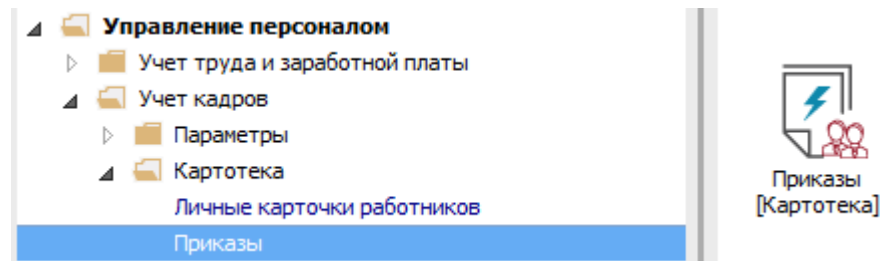 Управление персоналом
Учет труда и заработной платы
Учет кадров
Параметры
Картотека
Личные карточки работников
Приказы
Приказы
[Картотека]